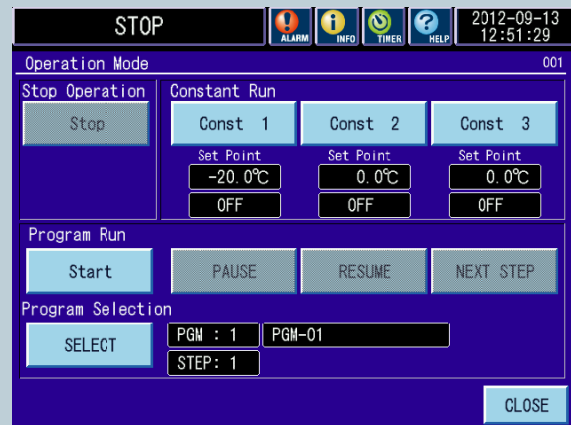 STOP
ALARM INFO TIMER HELP
2012-09-13
12:51:29
Operation Mode 001
Stop Operation Constant Run
Stop Const 1 Const 2 Const 3
Set Point Set Point Set Point
-20.0℃ 0.0℃ 0.0℃
OFF OFF OFF
Program Run
Start PAUSE RESUME NEXT STEP
Program Selection
SELECT PGM : 1 PGM-01
STEP: 1
CLOSE